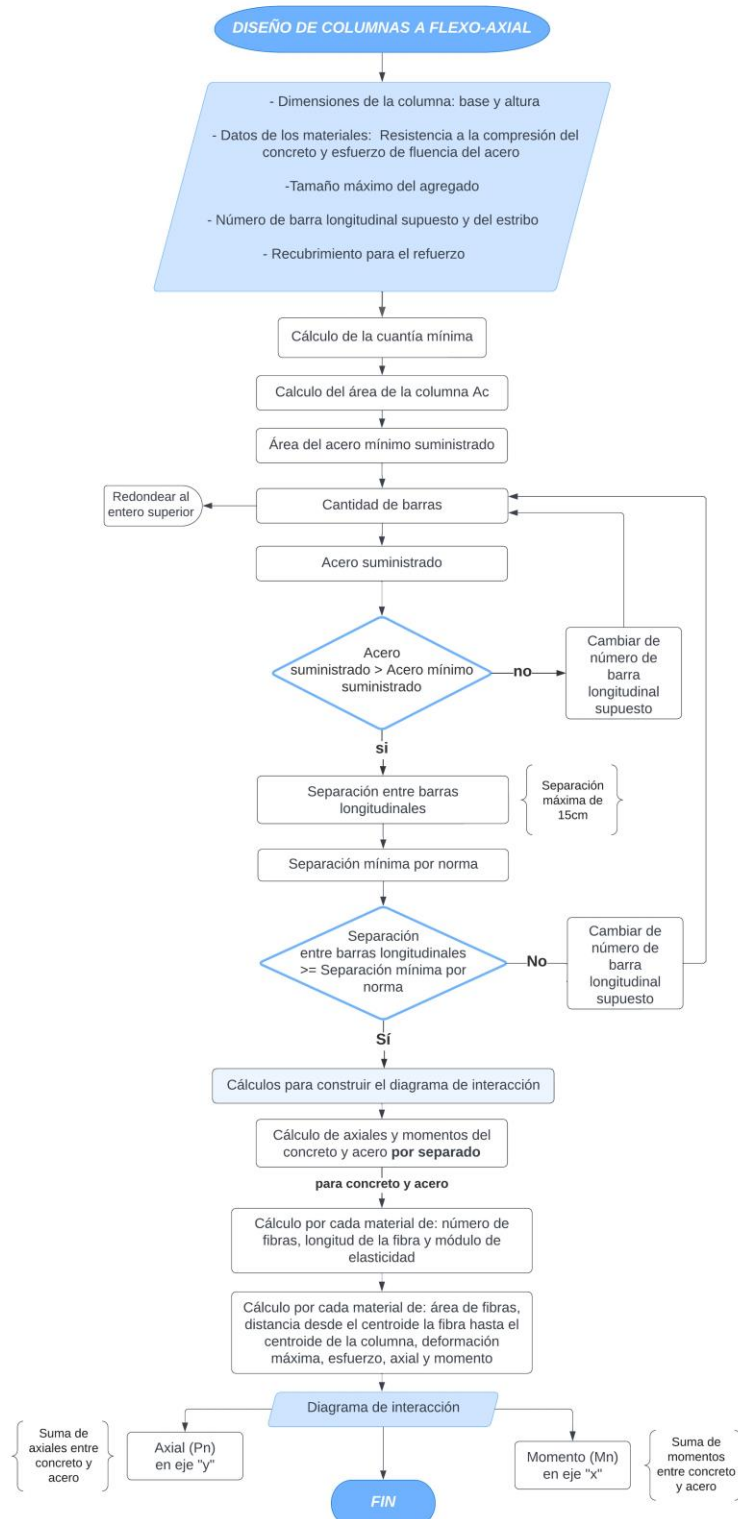 DISEÑO DE COLUMNAS A FLEXO-AXIAL
- Dimensiones de la columna: base y altura
- Datos de los materiales: Resistencia a la compresión del
concreto y esfuerzo de fluencia del acero
-Tamaño máximo del agregado
- Número de barra longitudinal supuesto y del estribo
- Recubrimiento para el refuerzo
Cálculo de la cuantía mínima
Calculo del área de la columna Ac
Área del acero mínimo suministrado
Redondear al
entero superior
Cantidad de barras
Acero suministrado
Acero
suministrado > Acero mínimo
suministrado
no
Cambiar de
número de
barra
longitudinal
supuesto
si
Separación entre barras
longitudinales
Separación
máxima de
15cm
Separación mínima por norma
Separación
entre barras longitudinales
>= Separación mínima por
norma
No
Cambiar de
número de
barra
longitudinal
supuesto
Sí
Cálculos para construir el diagrama de interacción
Cálculo de axiales y momentos del
concreto y acero por separado
para concreto y acero
Cálculo por cada material de: número de
fibras, longitud de la fibra y módulo de
elasticidad
Cálculo por cada material de: área de fibras,
distancia desde el centroide la fibra hasta el
centroide de la columna, deformación
máxima, esfuerzo, axial y momento
Diagrama de interacción
Suma de
axiales entre
concreto y
acero
Axial (Pn)
en eje "y"
Momento (Mn)
en eje "x"
Suma de
momentos
entre concreto
y acero
FIN